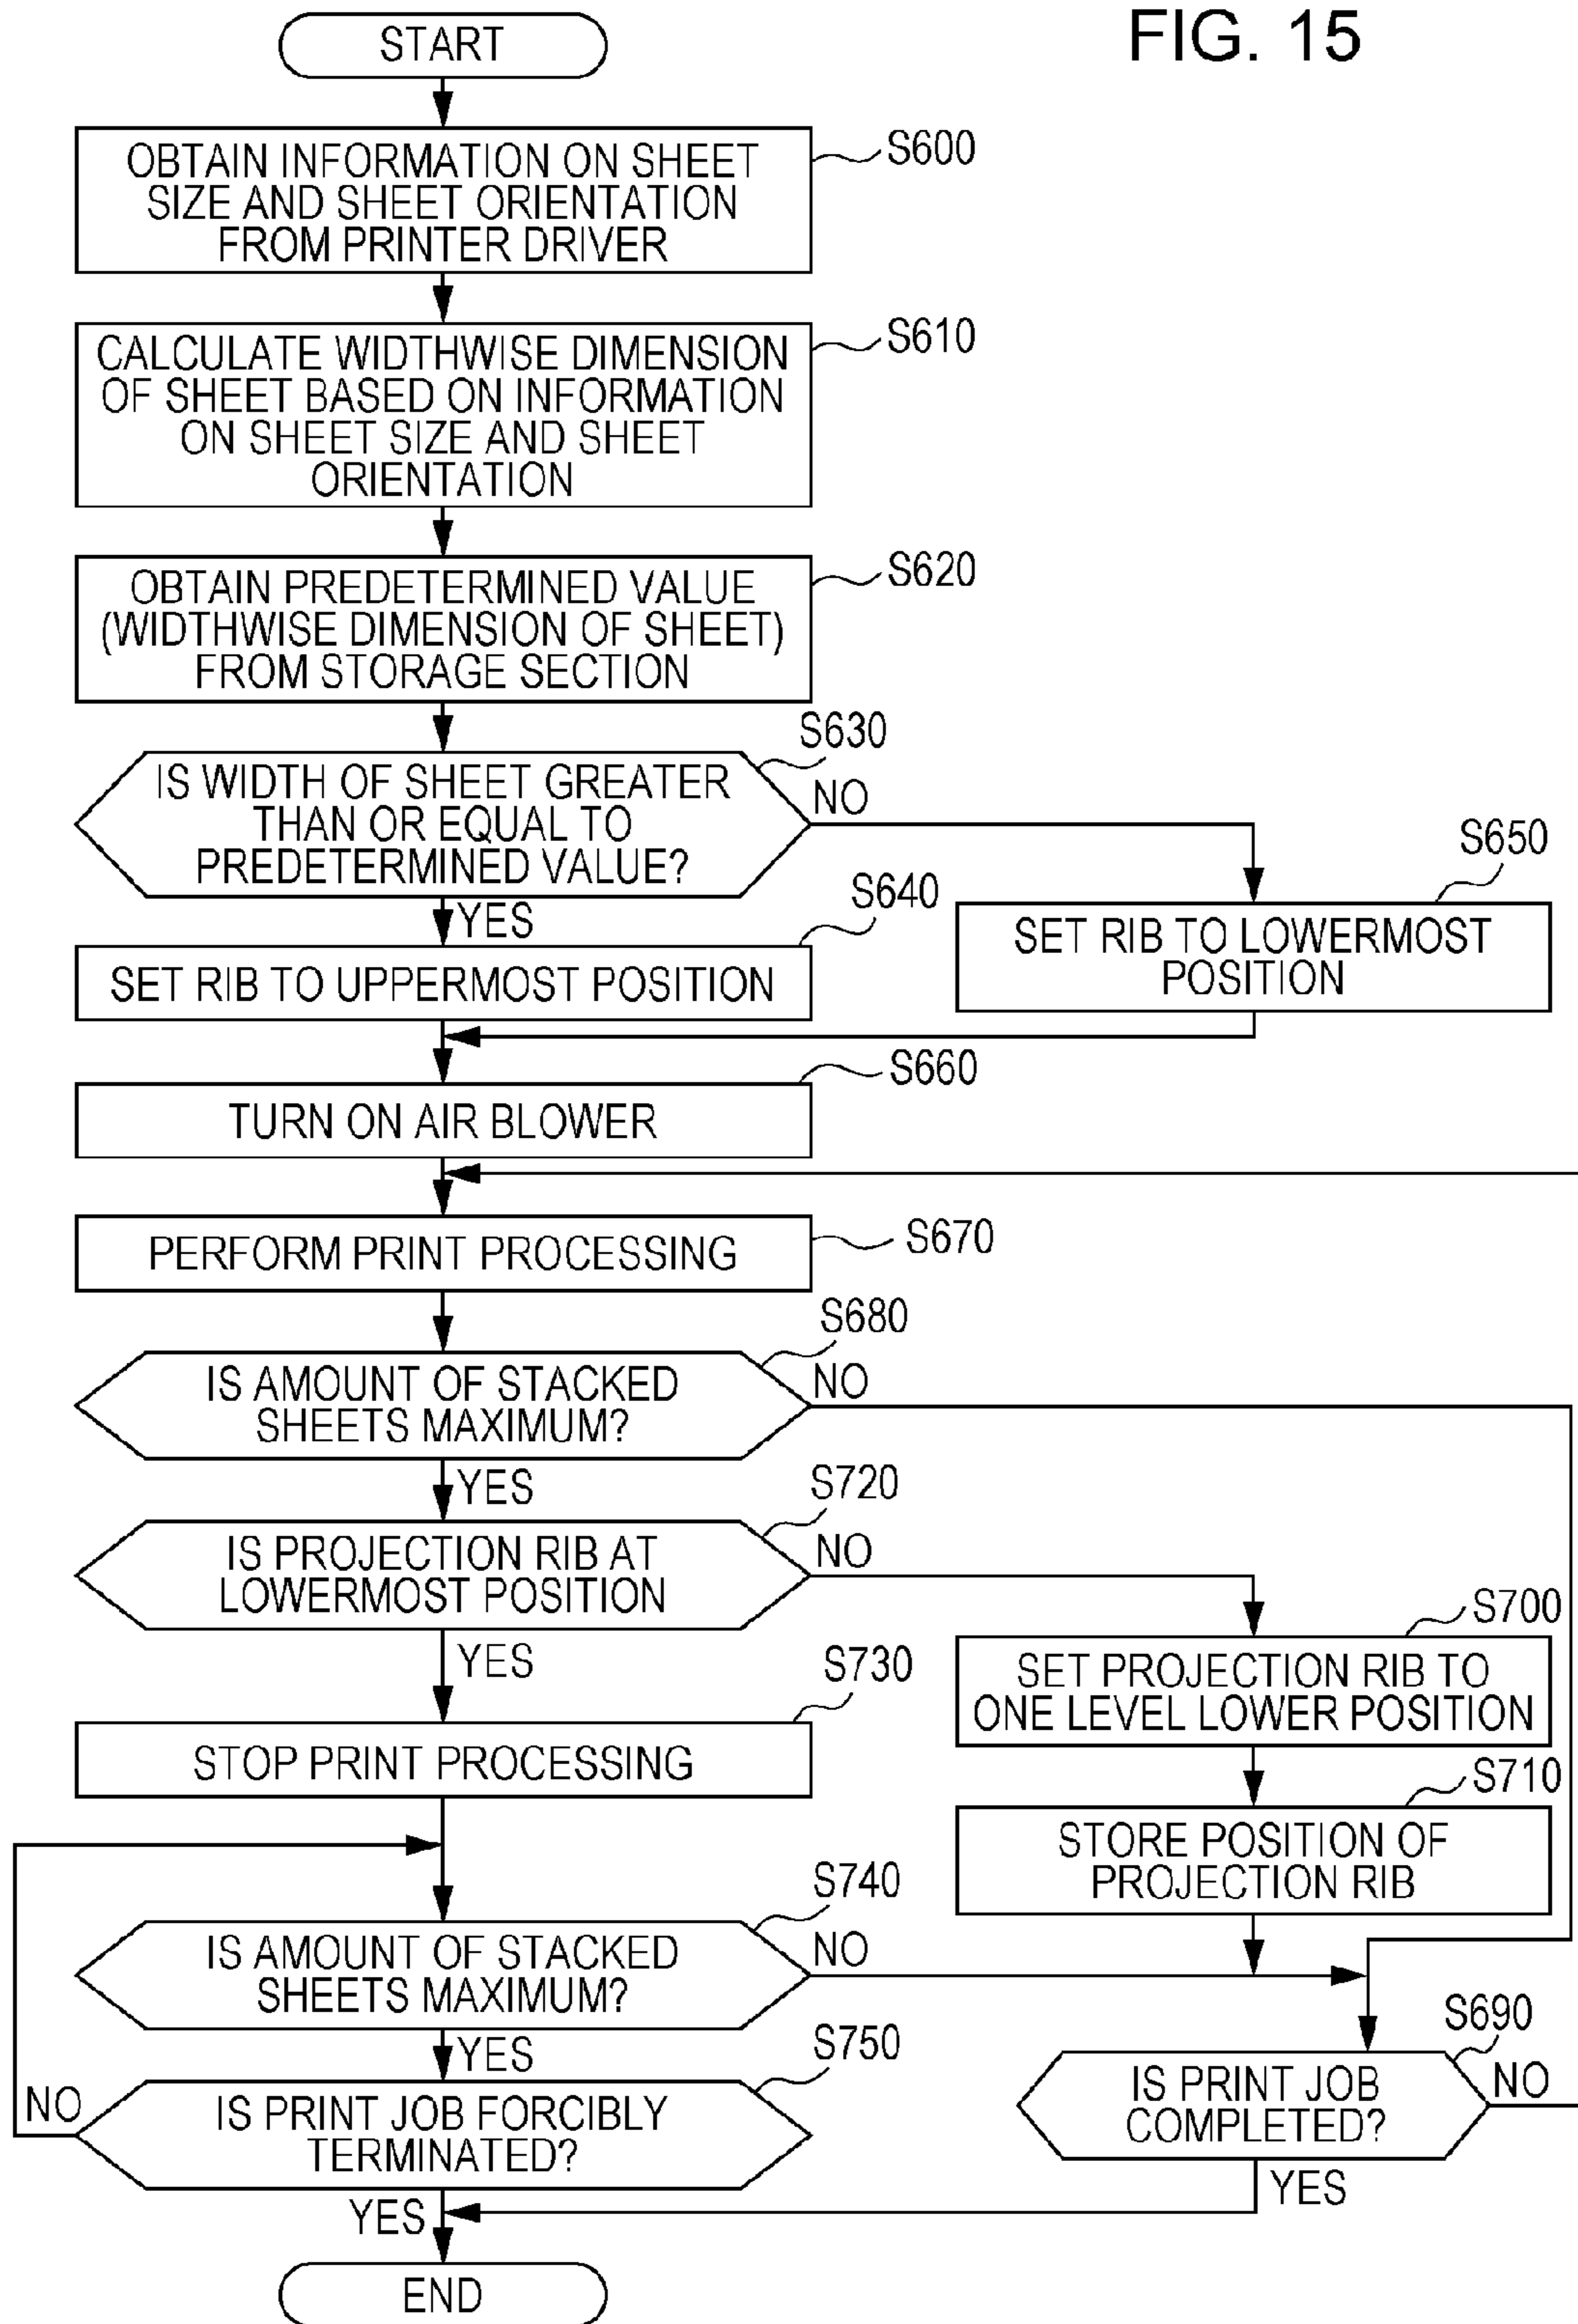 FIG. 15
START
OBTAIN INFORMATION ON SHEET
SIZE AND SHEET ORIENTATION
FROM PRINTER DRIVER
S600
CALCULATE WIDTHWISE DIMENSION
OF SHEET BASED ON INFORMATION
ON SHEET SIZE AND SHEET
ORIENTATION
S610
OBTAIN PREDETERMINED VALUE
(WIDTHWISE DIMENSION OF SHEET)
FROM STORAGE SECTION
S620
IS WIDTH OF SHEET GREATER
THAN OR EQUAL TO
PREDETERMINED VALUE?
S630
NO
YES
SET RIB TO UPPERMOST POSITION
S640
SET RIB TO LOWERMOST
POSITION
S650
TURN ON AIR BLOWER
S660
PERFORM PRINT PROCESSING
S670
IS AMOUNT OF STACKED
SHEETS MAXIMUM?
S680
NO
YES
IS PROJECTION RIB AT
LOWERMOST POSITION
S720
NO
YES
SET PROJECTION RIB TO
ONE LEVEL LOWER POSITION
S700
STOP PRINT PROCESSING
S730
STORE POSITION OF
PROJECTION RIB
S710
IS AMOUNT OF STACKED
SHEETS MAXIMUM?
S740
NO
YES
IS PRINT JOB FORCIBLY
TERMINATED?
S750
NO
YES
IS PRINT JOB
COMPLETED?
S690
NO
YES
END